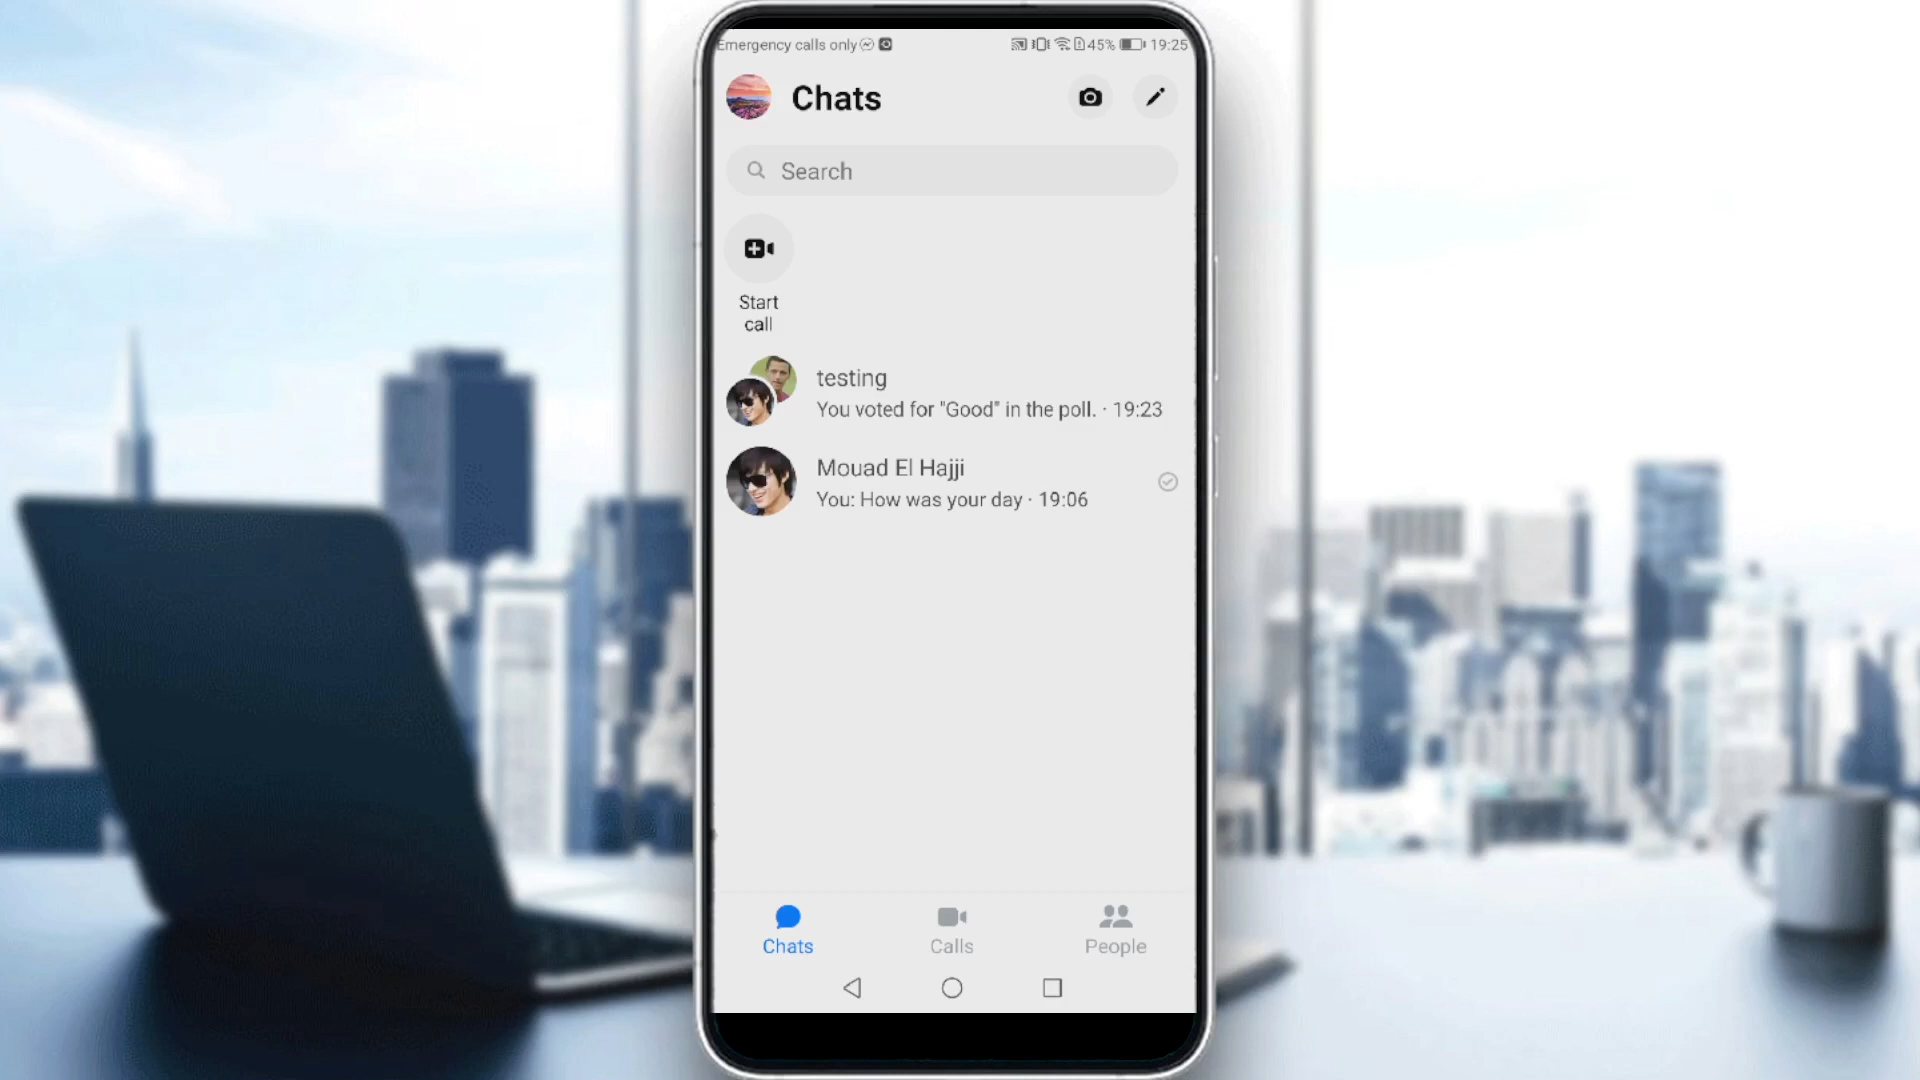 Emergency calls only 45% 19:25
Chats
Search
Start
call
testing
You voted for "Good" in the poll. · 19:23
Mouad El Hajji
You: How was your day · 19:06
Chats Calls People